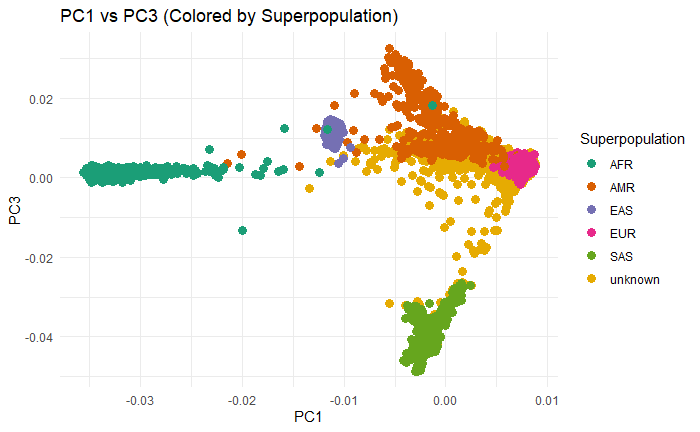 PC1 vs PC3 (Colored by Superpopulation)
PC3
0.02
0.00
-0.02
-0.04
-0.03
-0.02
-0.01
0.00
0.01
PC1
Superpopulation
AFR
AMR
EAS
EUR
SAS
unknown